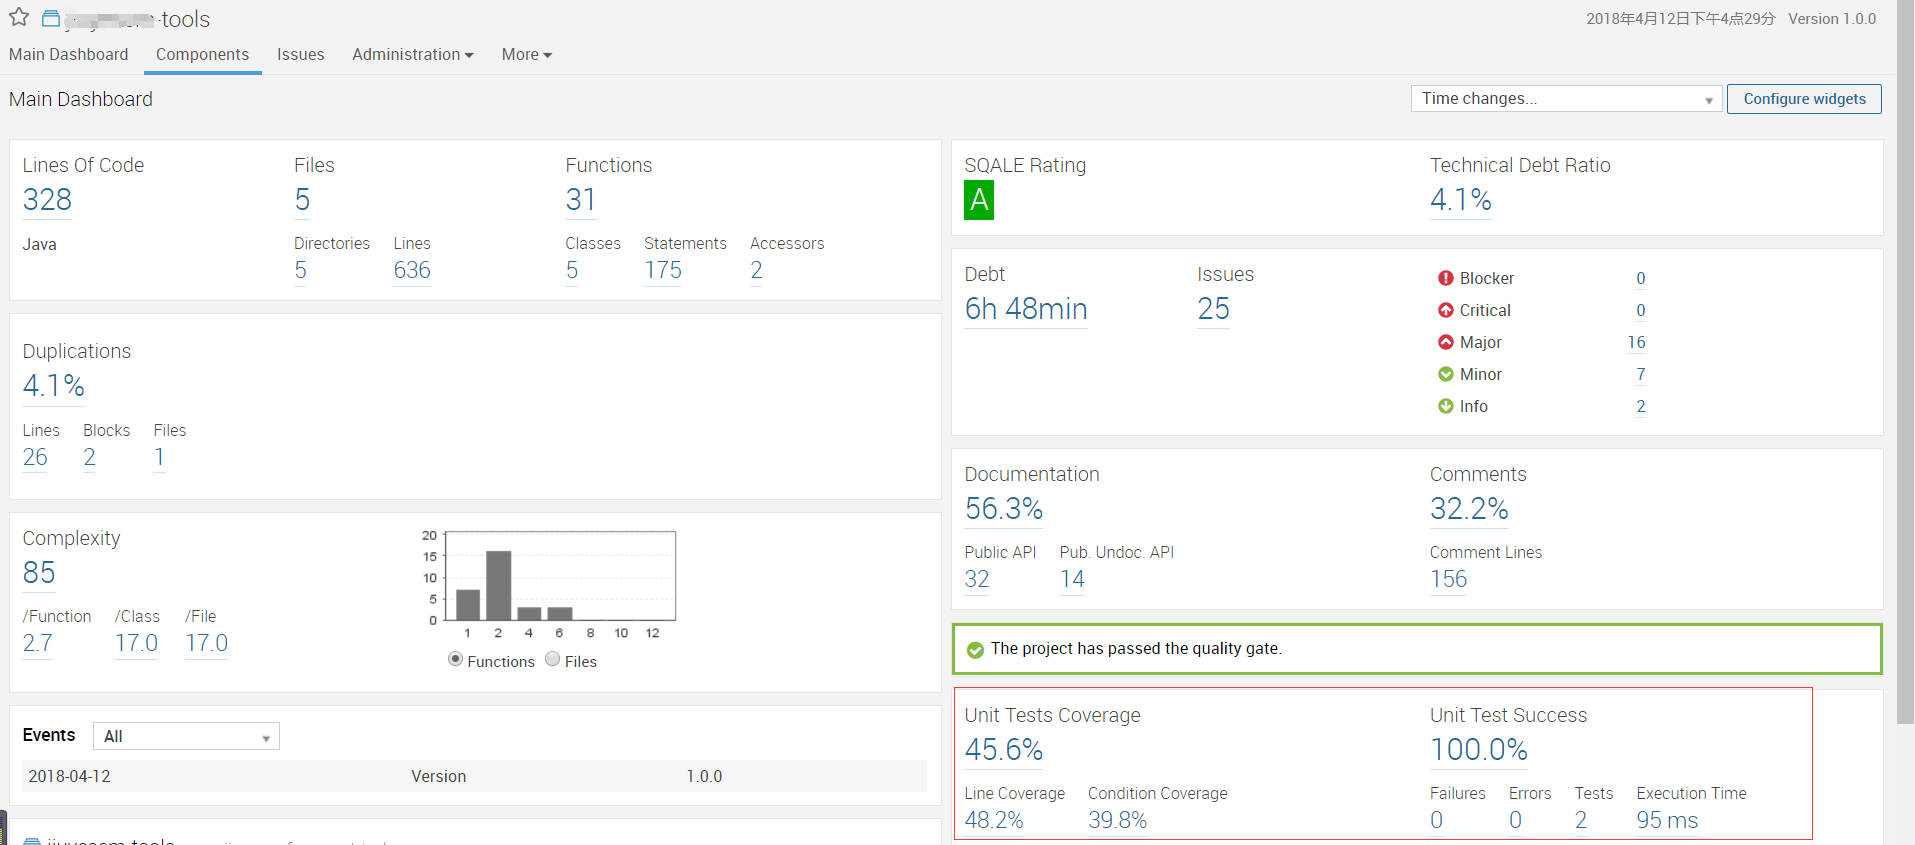 -tools
2018年4月12日下午4点29分 Version 1.0.0
Main Dashboard Components Issues Administration More
Main Dashboard
Time changes... Configure widgets
Lines Of Code Files Functions
328 5 31
Java
Directories Lines Classes Statements Accessors
5 636 5 175 2
Duplications
4.1%
Lines Blocks Files
26 2 1
Complexity
85
/Function /Class /File
2.7 17.0 17.0
20
15
10
5
0
1 2 4 6 8 10 12
Functions Files
Events All
2018-04-12 Version 1.0.0
SQALE Rating Technical Debt Ratio
A 4.1%
Debt Issues
6h 48min 25
Blocker 0
Critical 0
Major 16
Minor 7
Info 2
Documentation Comments
56.3% 32.2%
Public API Pub. Undoc. API Comment Lines
32 14 156
The project has passed the quality gate.
Unit Tests Coverage Unit Test Success
45.6% 100.0%
Line Coverage Condition Coverage Failures Errors Tests Execution Time
48.2% 39.8% 0 0 2 95 ms